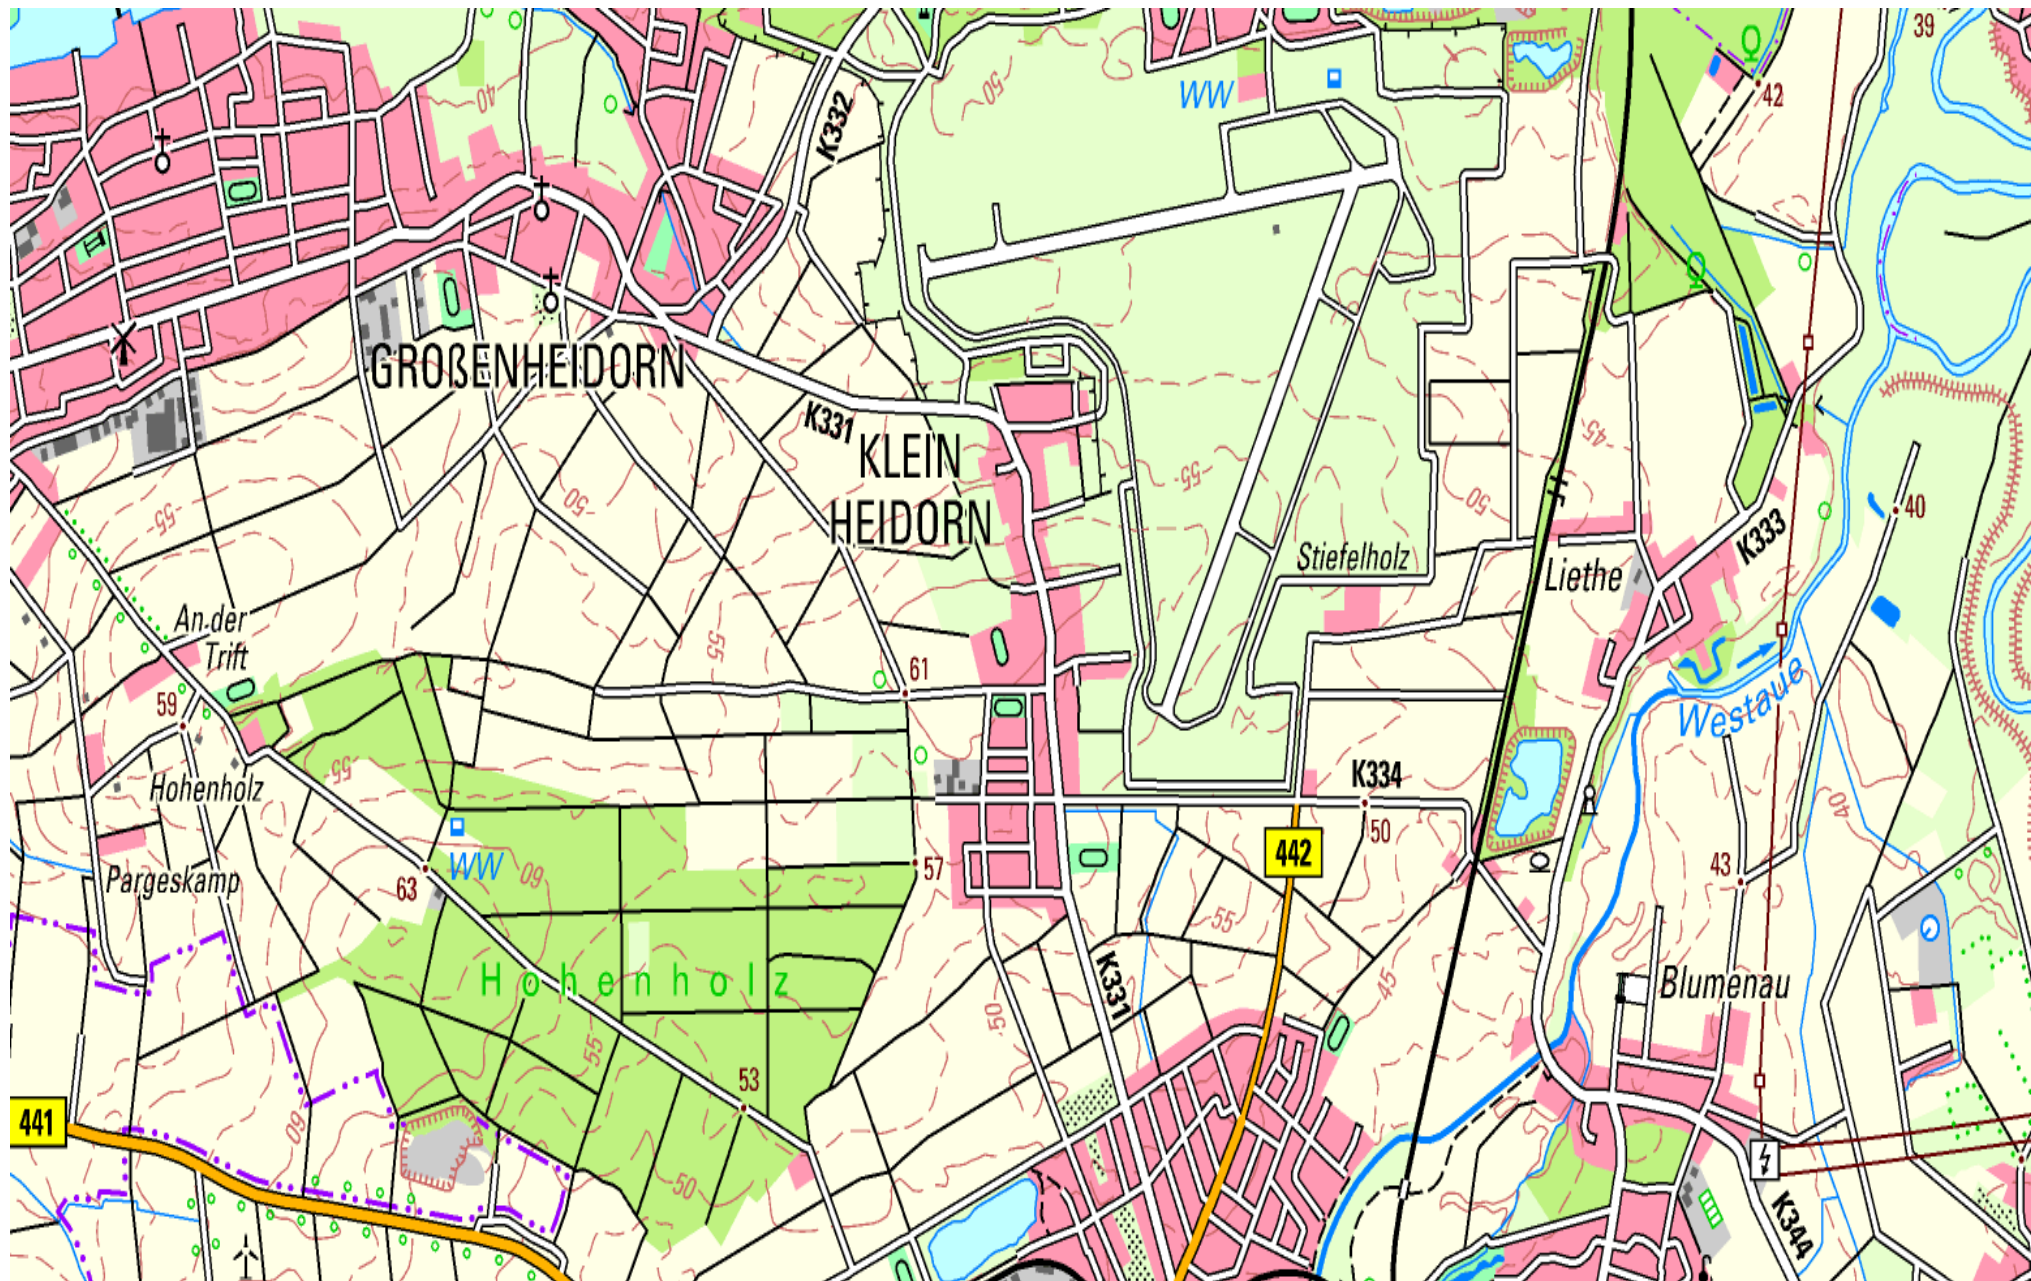 39
40
50
WW
42
K332
GROßENHEIDORN
K331
KLEIN
HEIDORN
55
45
50
55
50
40
K333
Stiefelholz
Liethe
An der
Trift
55
61
59
Westaue
Hohenholz
55
K334
50
40
WW
60
442
57
43
63
Pargeskamp
55
Hohenholz
K331
45
Blumenau
50
55
53
441
60
50
K344